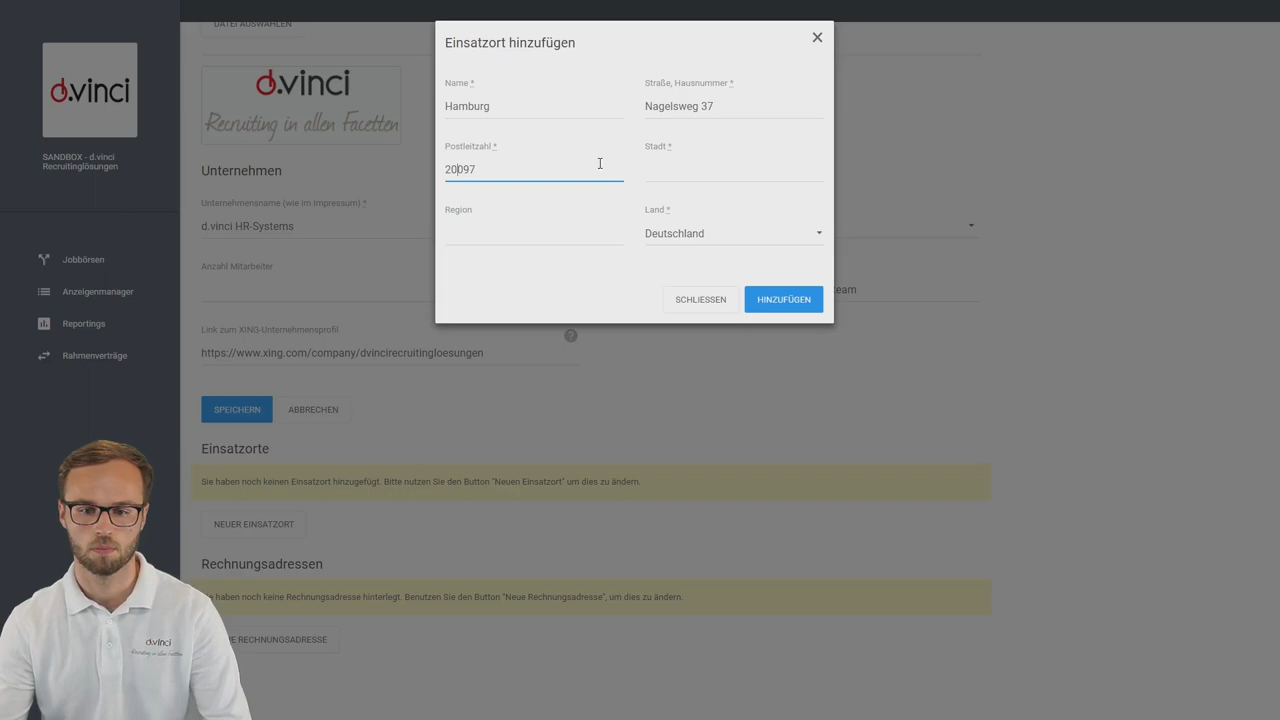 DATEI AUSWÄHLEN
d.vinci
SANDBOX - d.vinci
Recruitinglösungen
Jobbörsen
Anzeigenmanager
Reportings
Rahmenverträge
d.vinci
Recruiting in allen Facetten
Unternehmen
Unternehmensname (wie im Impressum) *
d.vinci HR-Systems
Anzahl Mitarbeiter
eam
Link zum XING-Unternehmensprofil
?
https://www.xing.com/company/dvincirecruitingloesungen
SPEICHERN
ABBRECHEN
Einsatzorte
Sie haben noch keinen Einsatzort hinzugefügt. Bitte nutzen Sie den Button "Neuen Einsatzort" um dies zu ändern.
NEUER EINSATZORT
Rechnungsadressen
haben noch keine Rechnungsadresse hinterlegt. Benutzen Sie den Button "Neue Rechnungsadresse", um dies zu ändern.
RECHNUNGSADRESSE
Einsatzort hinzufügen
Name *
Straße, Hausnummer *
Hamburg
Nagelsweg 37
Postleitzahl *
Stadt *
20097
Region
Land *
Deutschland
SCHLIESSEN
HINZUFÜGEN
d.vinci
Recruiting in allen Facetten